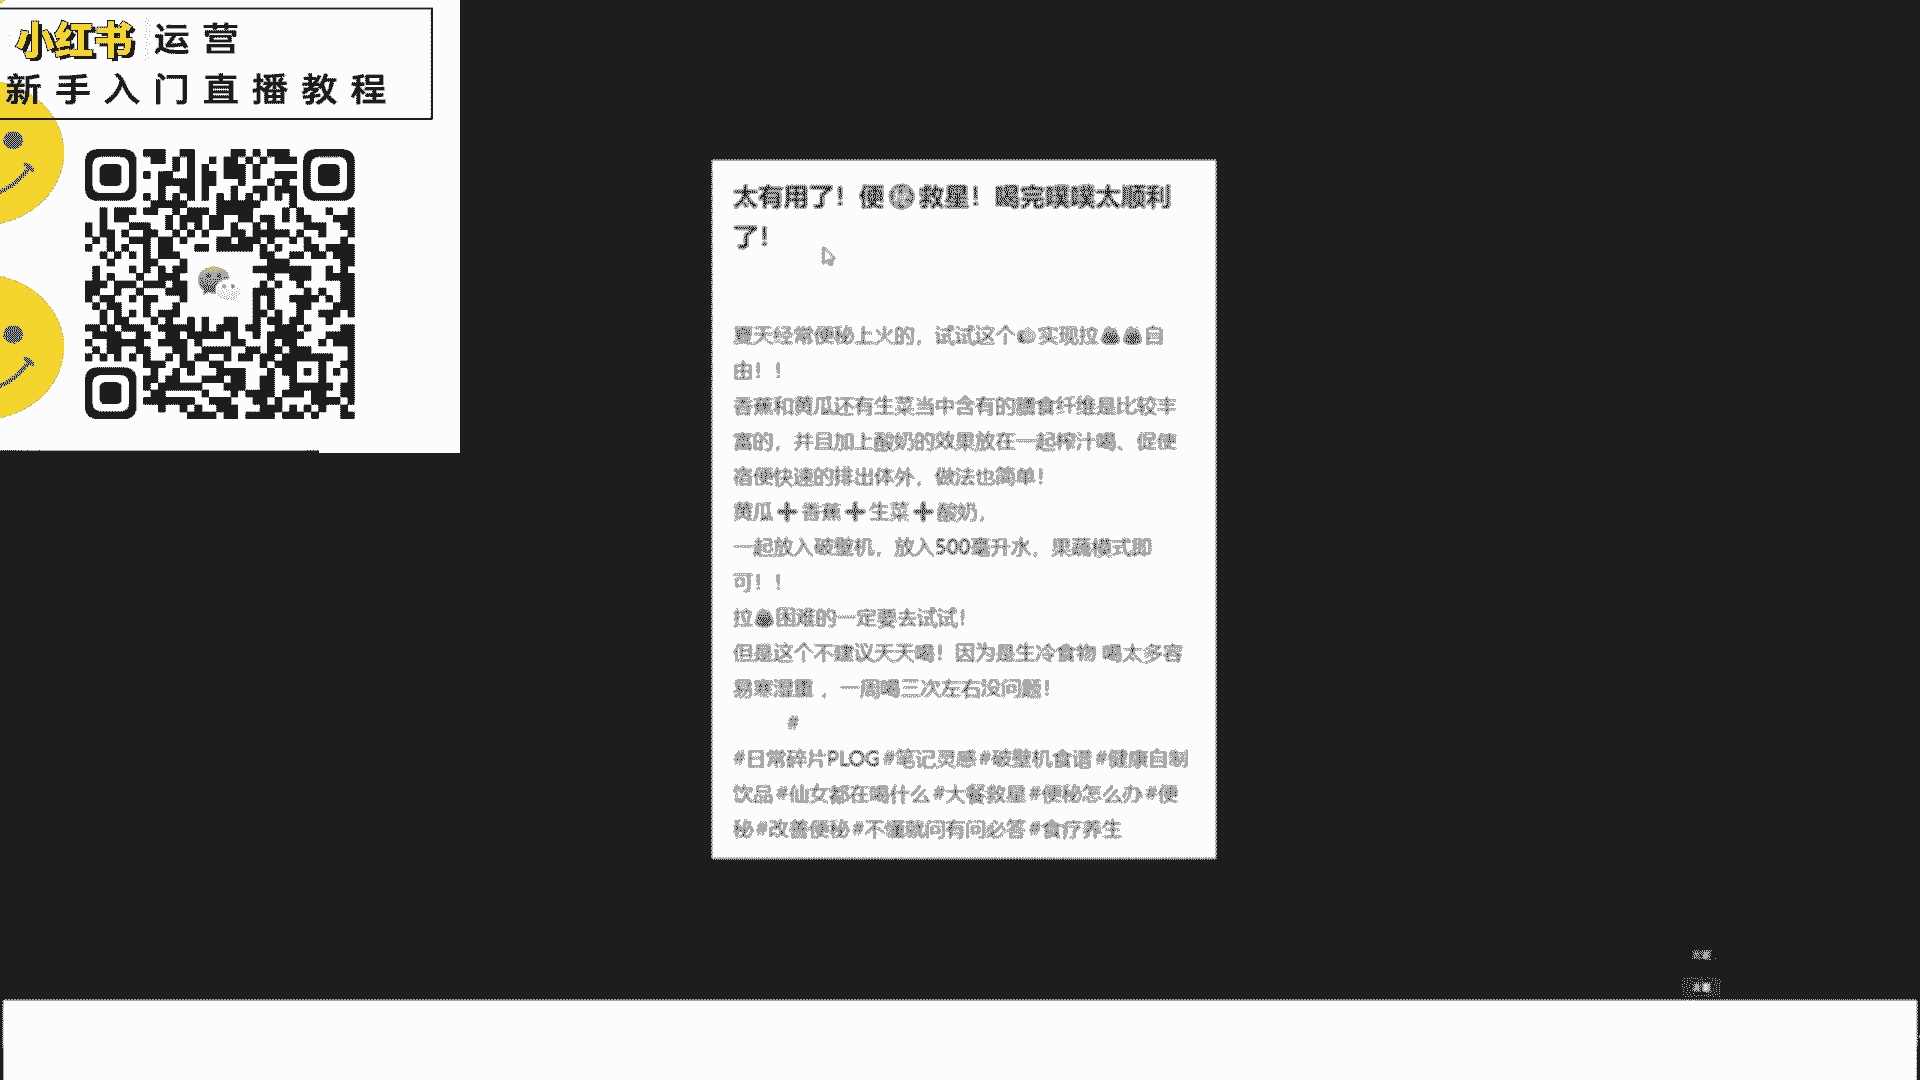 小红书 运营
新手入门直播教程
太有用了！便㊙救星！喝完噗噗太顺利
了！
夏天经常便秘上火的，试试这个👍实现拉💩💩自
由！！
香蕉和黄瓜还有生菜当中含有的膳食纤维是比较丰
富的，并且加上酸奶的效果放在一起榨汁喝、促使
宿便快速的排出体外，做法也简单！
黄瓜➕香蕉➕生菜➕酸奶，
一起放入破壁机，放入500毫升水，果蔬模式即
可！！
拉💩困难的一定要去试试！
但是这个不建议天天喝！因为是生冷食物 喝太多容
易寒湿重 ，一周喝三次左右没问题！
#
#日常碎片PLOG#笔记灵感#破壁机食谱#健康自制
饮品#仙女都在喝什么#大餐救星#便秘怎么办#便
秘#改善便秘#不懂就问有问必答#食疗养生